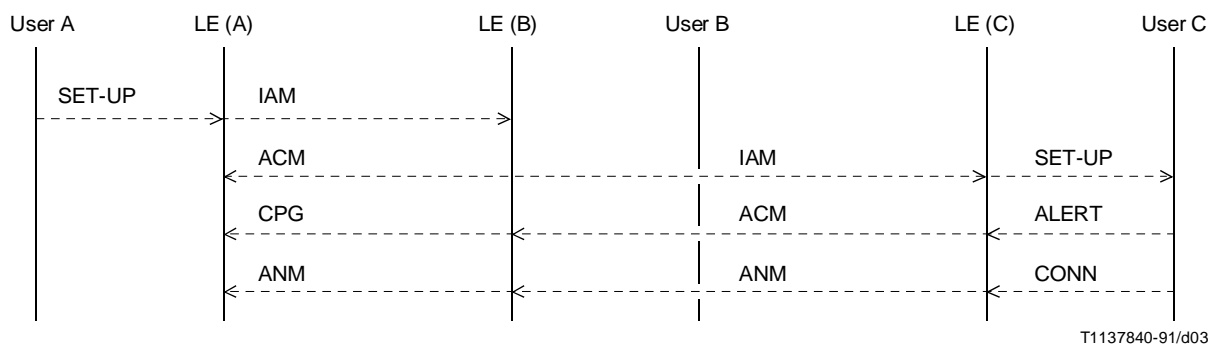 User A LE (A) LE (B) User B LE (C) User C
SET-UP IAM
ACM IAM SET-UP
CPG ACM ALERT
ANM ANM CONN
T1137840-91/d03